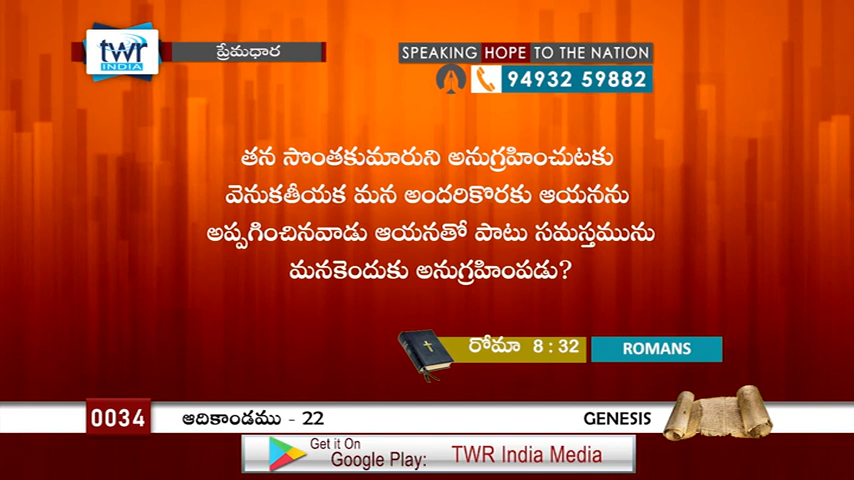 twr
INDIA
ప్రేమధార
SPEAKING HOPE TO THE NATION
94932 59882
తన సొంతకుమారుని అనుగ్రహించుటకు
వెనుకతీయక మన అందరికొరకు ఆయనను
అప్పగించినవాడు ఆయనతో పాటు సమస్తమును
మనకెందుకు అనుగ్రహింపడు?
రోమా 8 : 32 ROMANS
0034 ఆదికాండము - 22 GENESIS
Get it On
Google Play: TWR India Media